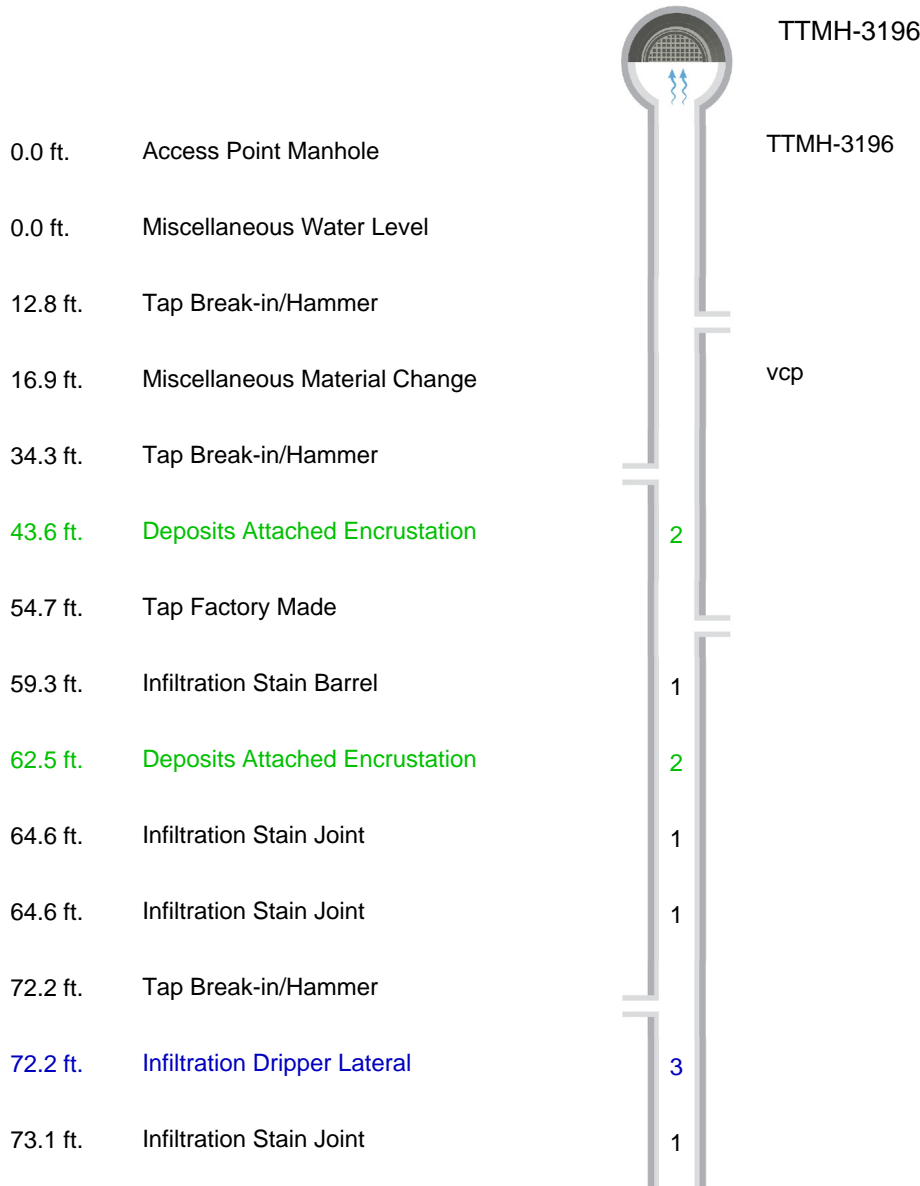 TTMH-3196
0.0 ft. Access Point Manhole TTMH-3196
0.0 ft. Miscellaneous Water Level
12.8 ft. Tap Break-in/Hammer
16.9 ft. Miscellaneous Material Change vcp
34.3 ft. Tap Break-in/Hammer
43.6 ft. Deposits Attached Encrustation 2
54.7 ft. Tap Factory Made
59.3 ft. Infiltration Stain Barrel 1
62.5 ft. Deposits Attached Encrustation 2
64.6 ft. Infiltration Stain Joint 1
64.6 ft. Infiltration Stain Joint 1
72.2 ft. Tap Break-in/Hammer
72.2 ft. Infiltration Dripper Lateral 3
73.1 ft. Infiltration Stain Joint 1